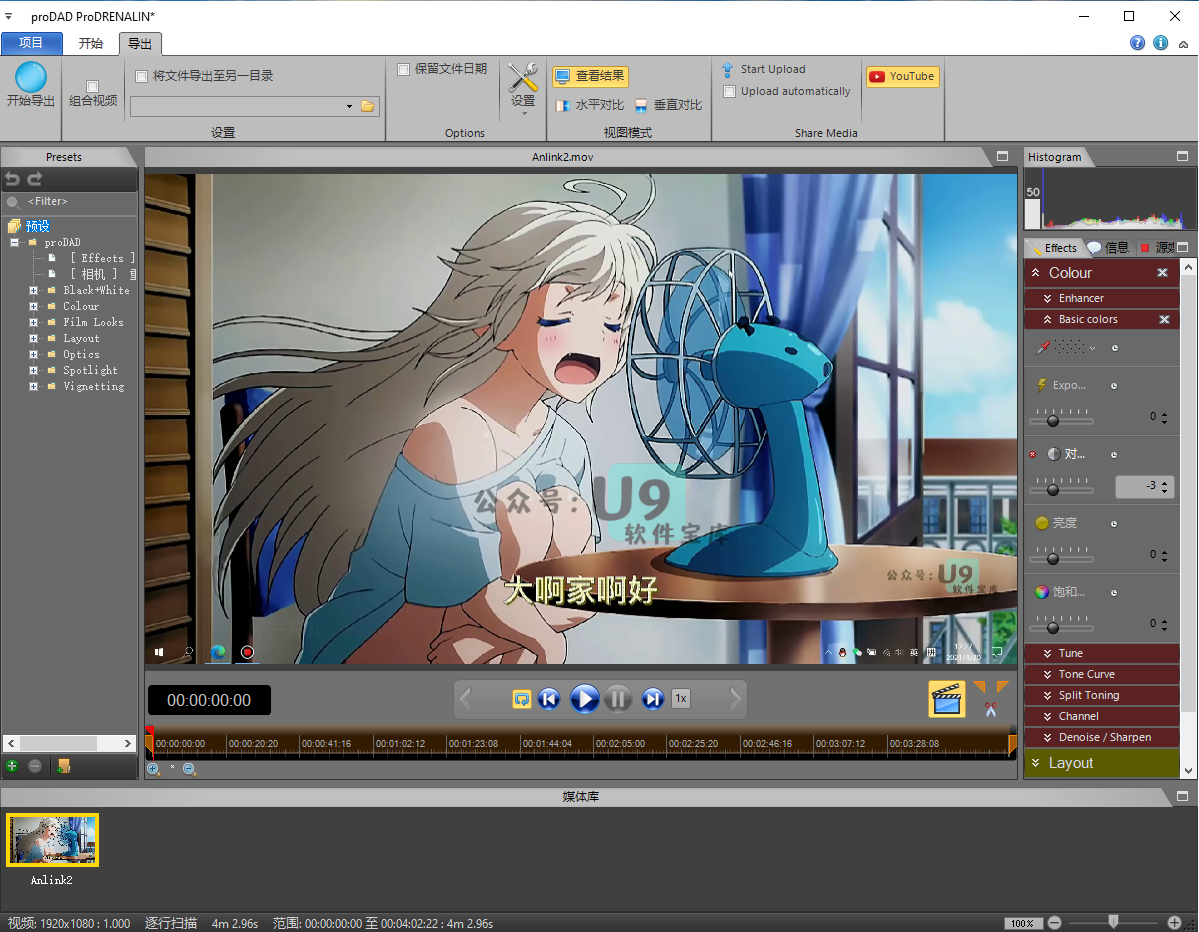 proDAD ProDRENALIN*
项目 开始 导出
开始导出
组合视频
将文件导出至另一目录
设置
保留文件日期
设置
Options
查看结果
水平对比 垂直对比
视图模式
Start Upload
Upload automatically
YouTube
Share Media
Presets
<Filter>
预设
proDAD
[ Effects ]
[ 相机 ]
Black+White
Colour
Film Looks
Layout
Optics
Spotlight
Vignetting
Anlink2.mov
公众号:U9
软件宝库
大啊家啊好
公众号:U9
软件宝库
英
2021/4/30
00:00:00:00
1x
00:00:00:00 00:00:20:20 00:00:41:16 00:01:02:12 00:01:23:08 00:01:44:04 00:02:05:00 00:02:25:20 00:02:46:16 00:03:07:12 00:03:28:08
Histogram
50
Effects 信息
Colour
Enhancer
Basic colors
Expo...
0
对...
-3
亮度
0
饱和...
0
Tune
Tone Curve
Split Toning
Channel
Denoise / Sharpen
Layout
媒体库
Anlink2
视频: 1920x1080 : 1.000 逐行扫描 4m 2.96s 范围: 00:00:00:00 至 00:04:02:22 : 4m 2.96s
100%